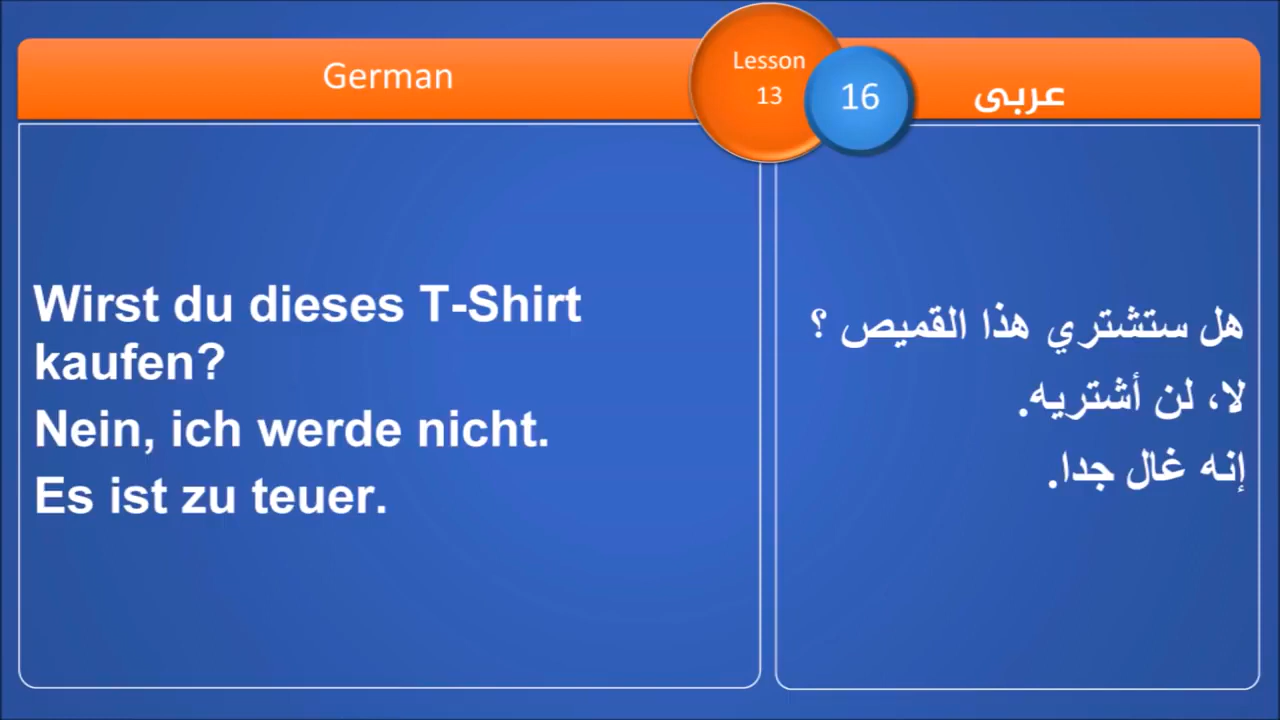 German
Lesson
13
16
عربى
Wirst du dieses T-Shirt
kaufen?
Nein, ich werde nicht.
Es ist zu teuer.
هل ستشتري هذا القميص ؟
لا، لن أشتريه.
إنه غال جدا.